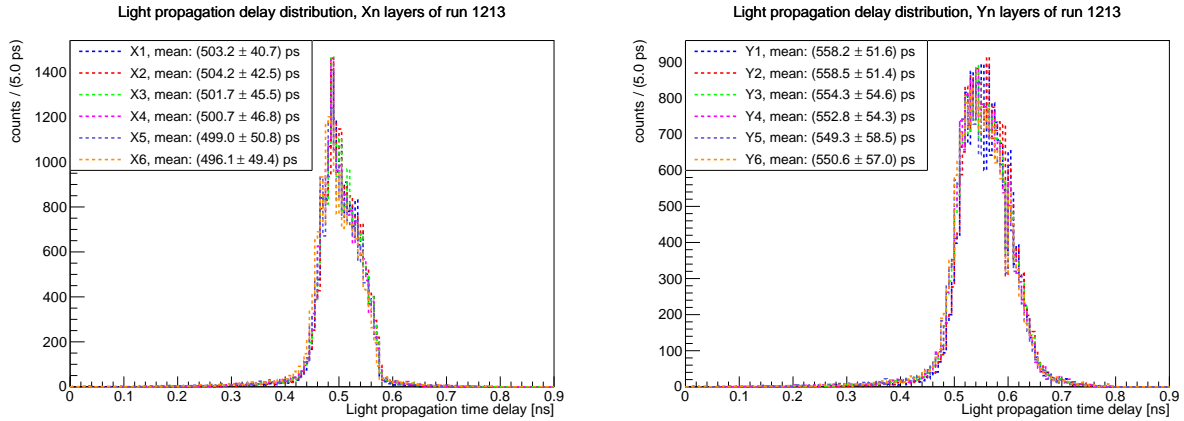 Light propagation delay distribution, Xn layers of run 1213
counts / (5.0 ps)
X1, mean: (503.2 ± 40.7) ps
X2, mean: (504.2 ± 42.5) ps
X3, mean: (501.7 ± 45.5) ps
X4, mean: (500.7 ± 46.8) ps
X5, mean: (499.0 ± 50.8) ps
X6, mean: (496.1 ± 49.4) ps
1400
1200
1000
800
600
400
200
0
0 0.1 0.2 0.3 0.4 0.5 0.6 0.7 0.8 0.9
Light propagation time delay [ns]
Light propagation delay distribution, Yn layers of run 1213
counts / (5.0 ps)
Y1, mean: (558.2 ± 51.6) ps
Y2, mean: (558.5 ± 51.4) ps
Y3, mean: (554.3 ± 54.6) ps
Y4, mean: (552.8 ± 54.3) ps
Y5, mean: (549.3 ± 58.5) ps
Y6, mean: (550.6 ± 57.0) ps
900
800
700
600
500
400
300
200
100
0
0 0.1 0.2 0.3 0.4 0.5 0.6 0.7 0.8 0.9
Light propagation time delay [ns]